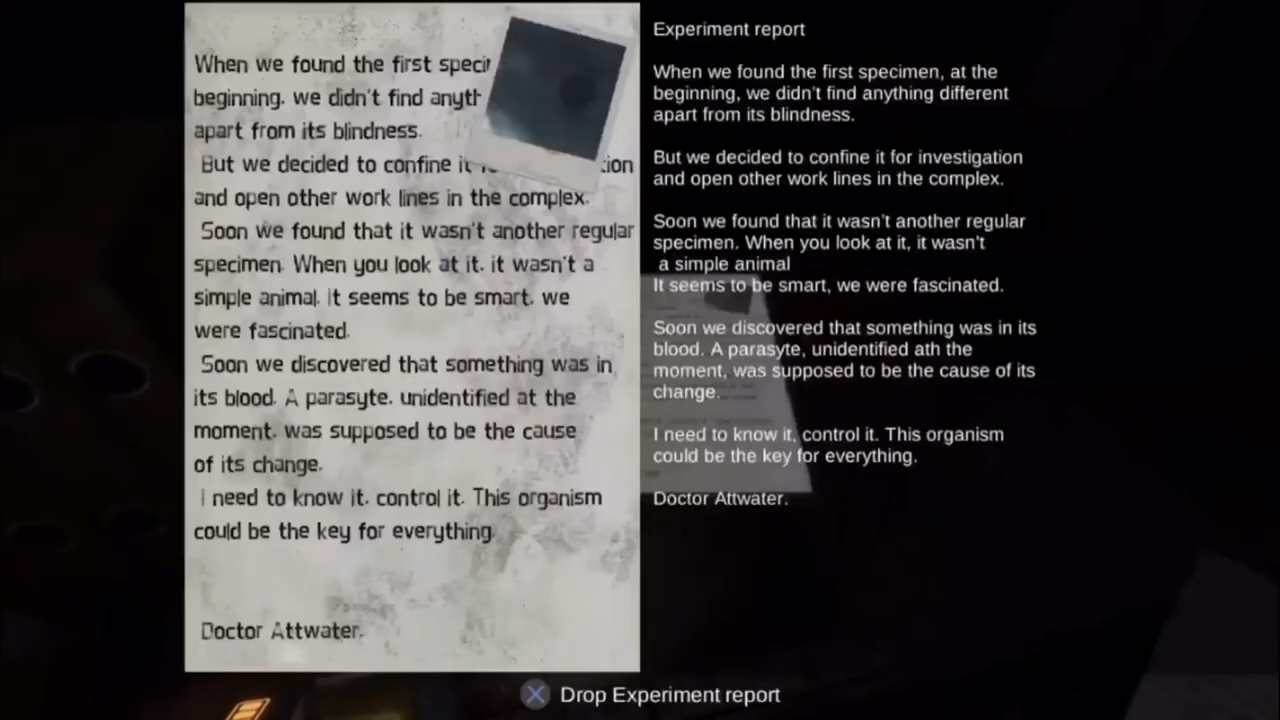 When we found the first speci
beginning. we didn't find anyth
apart from its blindness.
But we decided to confine it
and open other work lines in the complex.
Soon we found that it wasn't another regular
specimen. When you look at it. it wasn't a
simple animal. it seems to be smart. we
were fascinated.
Soon we discovered that something was in
its blood. A parasyte. unidentified at the
moment. was supposed to be the cause
of its change.
I need to know it. control it. This organism
could be the key for everything.
Doctor Attwater.
Experiment report
When we found the first specimen, at the
beginning, we didn't find anything different
apart from its blindness.
But we decided to confine it for investigation
and open other work lines in the complex.
Soon we found that it wasn't another regular
specimen. When you look at it, it wasn't
a simple animal
It seems to be smart, we were fascinated.
Soon we discovered that something was in its
blood. A parasyte, unidentified ath the
moment, was supposed to be the cause of its
change.
I need to know it, control it. This organism
could be the key for everything.
Doctor Attwater.
Drop Experiment report